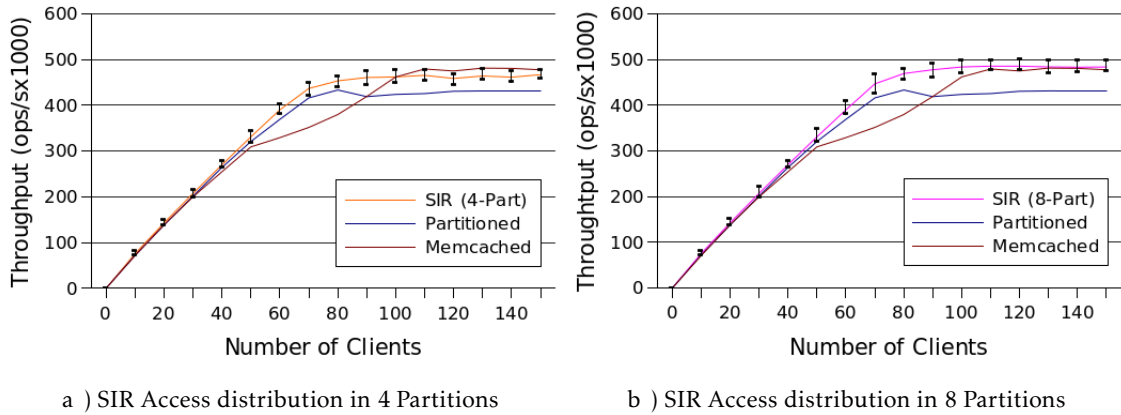 600
500
400
300
200
100
0
Throughput (ops/sx1000)
SIR (4-Part)
Partitioned
Memcached
0 20 40 60 80 100 120 140
Number of Clients
a ) SIR Access distribution in 4 Partitions
600
500
400
300
200
100
0
Throughtput (ops/sx1000)
SIR (8-Part)
Partitioned
Memcached
0 20 40 60 80 100 120 140
Number of Clients
b ) SIR Access distribution in 8 Partitions